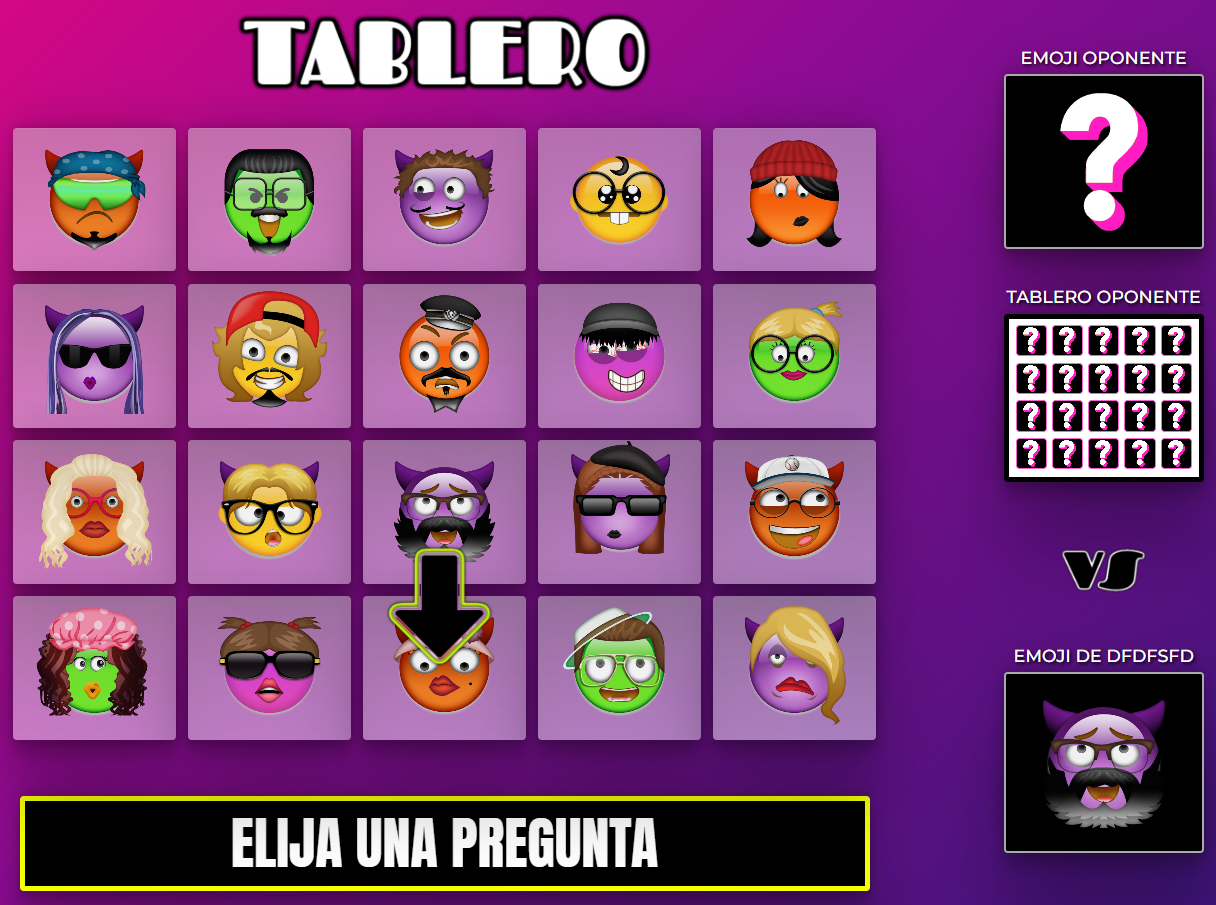 TABLERO
EMOJI OPONENTE
?
TABLERO OPONENTE
? ? ? ? ?
? ? ? ? ?
? ? ? ? ?
? ? ? ? ?
VS
EMOJI DE DFDFSFD
ELIJA UNA PREGUNTA